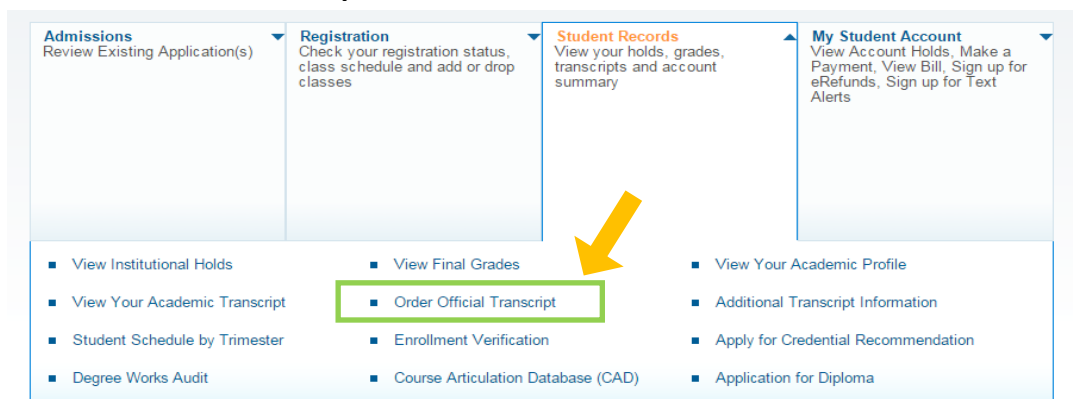 Admissions
Review Existing Application(s)
Registration
Check your registration status,
class schedule and add or drop
classes
Student Records
View your holds, grades,
transcripts and account
summary
My Student Account
View Account Holds, Make a
Payment, View Bill, Sign up for
eRefunds, Sign up for Text
Alerts
View Institutional Holds
View Final Grades
View Your Academic Profile
View Your Academic Transcript
Order Official Transcript
Additional Transcript Information
Student Schedule by Trimester
Enrollment Verification
Apply for Credential Recommendation
Degree Works Audit
Course Articulation Database (CAD)
Application for Diploma